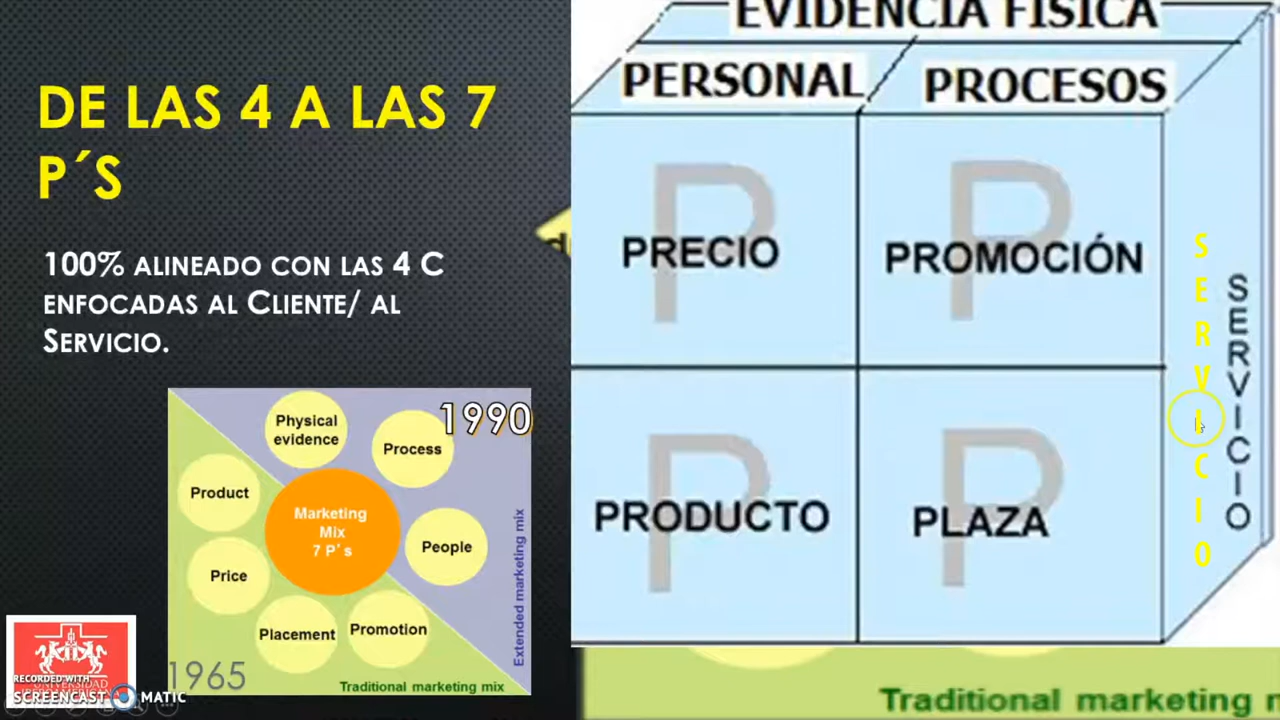 DE LAS 4 A LAS 7
P´S
100% ALINEADO CON LAS 4 C
ENFOCADAS AL CLIENTE/ AL
SERVICIO.
Physical
evidence
1990
Process
Product
Marketing
Mix
7 P's
People
Price
Placement
Promotion
Extended marketing mix
1965
Traditional marketing mix
RECORDED WITH
SCREENCAST MATIC
EVIDENCIA FISICA
PERSONAL
PROCESOS
P
PRECIO
P
PROMOCIÓN
P
PRODUCTO
P
PLAZA
SERVICIO
SERVICIO
Traditional marketing